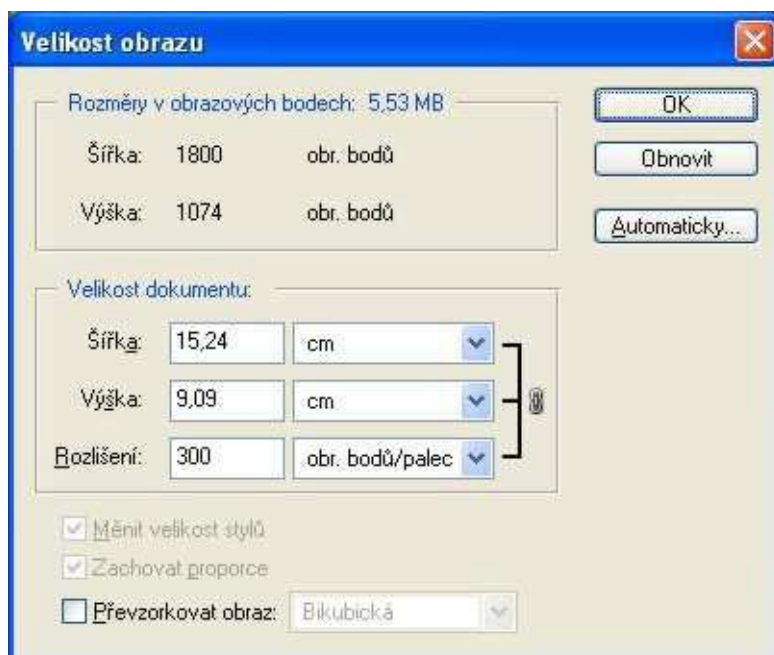 Velikost obrazu
Rozměry v obrazových bodech: 5,53 MB
Šířka: 1800 obr. bodů
Výška: 1074 obr. bodů
OK
Obnovit
Automaticky...
Velikost dokumentu:
Šířka: 15,24 cm
Výška: 9,09 cm
Rozlišení: 300 obr. bodů/palec
Měnit velikost stylů
Zachovat proporce
Převzorkovat obraz: Bikubická